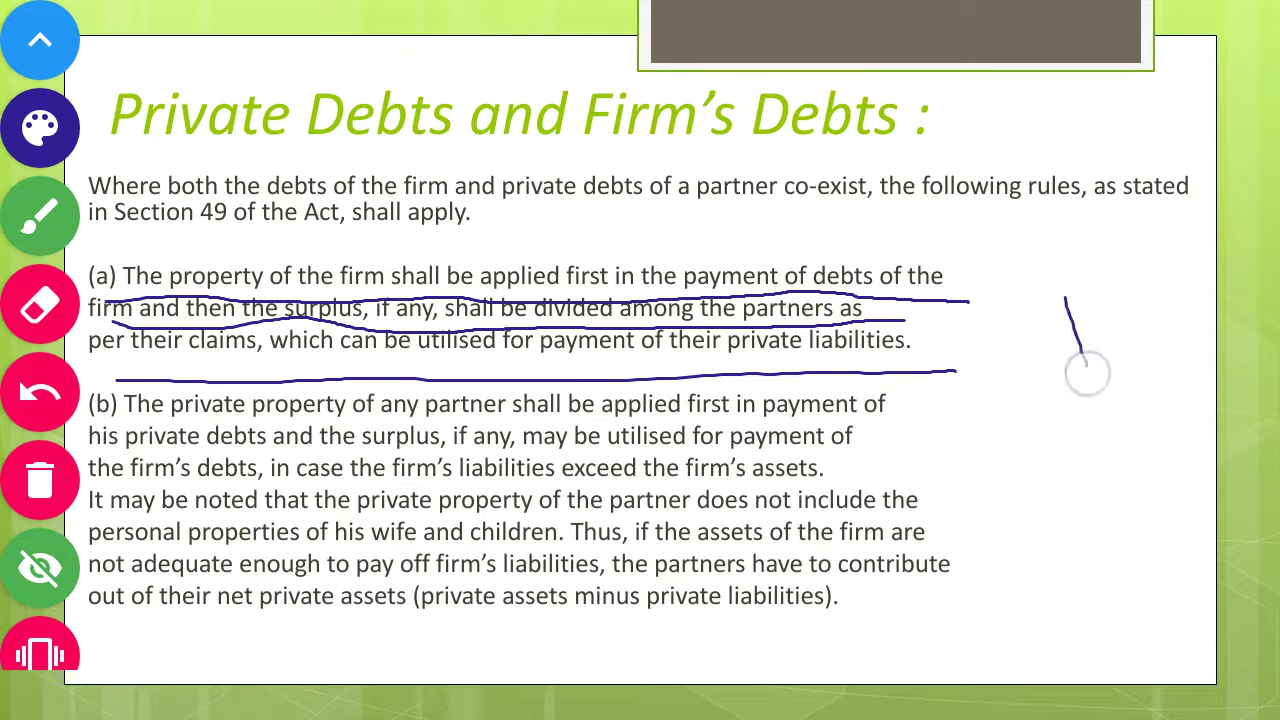 Private Debts and Firm’s Debts :
Where both the debts of the firm and private debts of a partner co-exist, the following rules, as stated
in Section 49 of the Act, shall apply.
(a) The property of the firm shall be applied first in the payment of debts of the
firm and then the surplus, if any, shall be divided among the partners as
per their claims, which can be utilised for payment of their private liabilities.
(b) The private property of any partner shall be applied first in payment of
his private debts and the surplus, if any, may be utilised for payment of
the firm’s debts, in case the firm’s liabilities exceed the firm’s assets.
It may be noted that the private property of the partner does not include the
personal properties of his wife and children. Thus, if the assets of the firm are
not adequate enough to pay off firm’s liabilities, the partners have to contribute
out of their net private assets (private assets minus private liabilities).